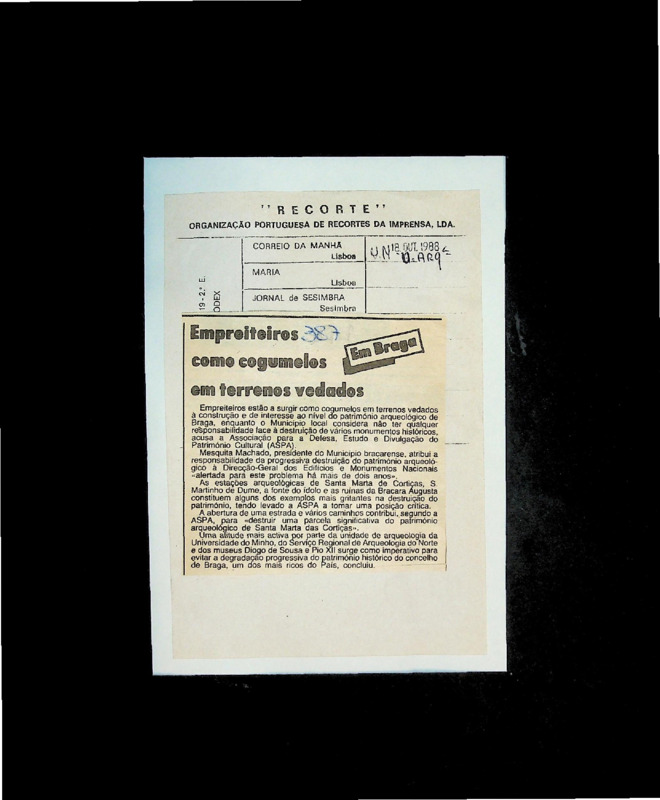 "RECORTE"
ORGANIZAÇÃO PORTUGUESA DE RECORTES DA IMPRENSA, LDA.
CORREIO DA MANHÃ
Lisboa
18 OUT. 1988
U.N
D. ARQ
MARIA
Lisboa
JORNAL de SESIMBRA
Sesimbra
19-2.º E.
ODEX
Empreiteiros 387
como cogumelos
Em Braga
em terrenos vedados
Empreiteiros estão a surgir como cogumelos em terrenos vedados
à construção e de interesse ao nível do património arqueológico de
Braga, enquanto o Município local considera não ter qualquer
responsabilidade face à destruição de vários monumentos históricos,
acusa a Associação para a Defesa, Estudo e Divulgação do
Património Cultural (ASPA).
Mesquita Machado, presidente do Município bracarense, atribui a
responsabilidade da progressiva destruição do património arqueoló-
gico à Direcção-Geral dos Edifícios e Monumentos Nacionais
«alertada para este problema há mais de dois anos».
As estações arqueológicas de Santa Marta de Cortiças, S.
Martinho de Dume, a fonte do ídolo e as ruínas da Bracara Augusta
constituem alguns dos exemplos mais gritantes na destruição do
património, tendo levado a ASPA a tomar uma posição crítica.
A abertura de uma estrada e vários caminhos contribui, segundo a
ASPA, para «destruir uma parcela significativa do património
arqueológico de Santa Marta das Cortiças».
Uma atitude mais activa por parte da unidade de arqueologia da
Universidade do Minho, do Serviço Regional de Arqueologia do Norte
e dos museus Diogo de Sousa e Pio XII surge como imperativo para
evitar a degradação progressiva do património histórico do concelho
de Braga, um dos mais ricos do País, concluiu.